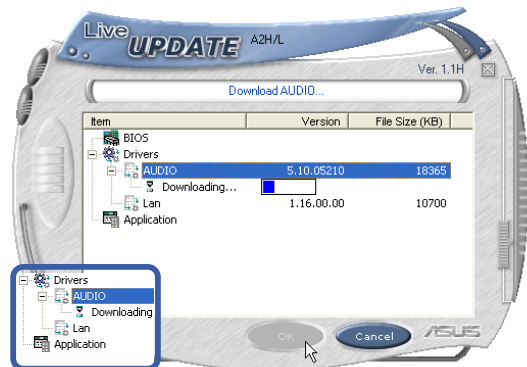 Live UPDATE A2H/L
Ver. 1.1H
Download AUDIO...
Item Version File Size (KB)
BIOS
Drivers
AUDIO 5.10.05210 18365
Downloading...
Lan 1.16.00.00 10700
Application
Drivers
AUDIO
Downloading
Lan
Application
OK Cancel ASUS